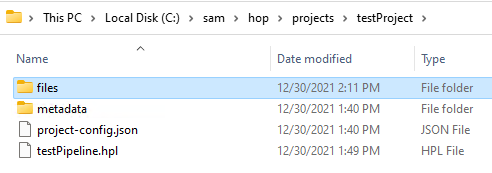 This PC > Local Disk (C:) > sam > hop > projects > testProject
Name Date modified Type
files 12/30/2021 2:11 PM File folder
metadata 12/30/2021 1:40 PM File folder
project-config.json 12/30/2021 1:40 PM JSON File
testPipeline.hpl 12/30/2021 1:49 PM HPL File